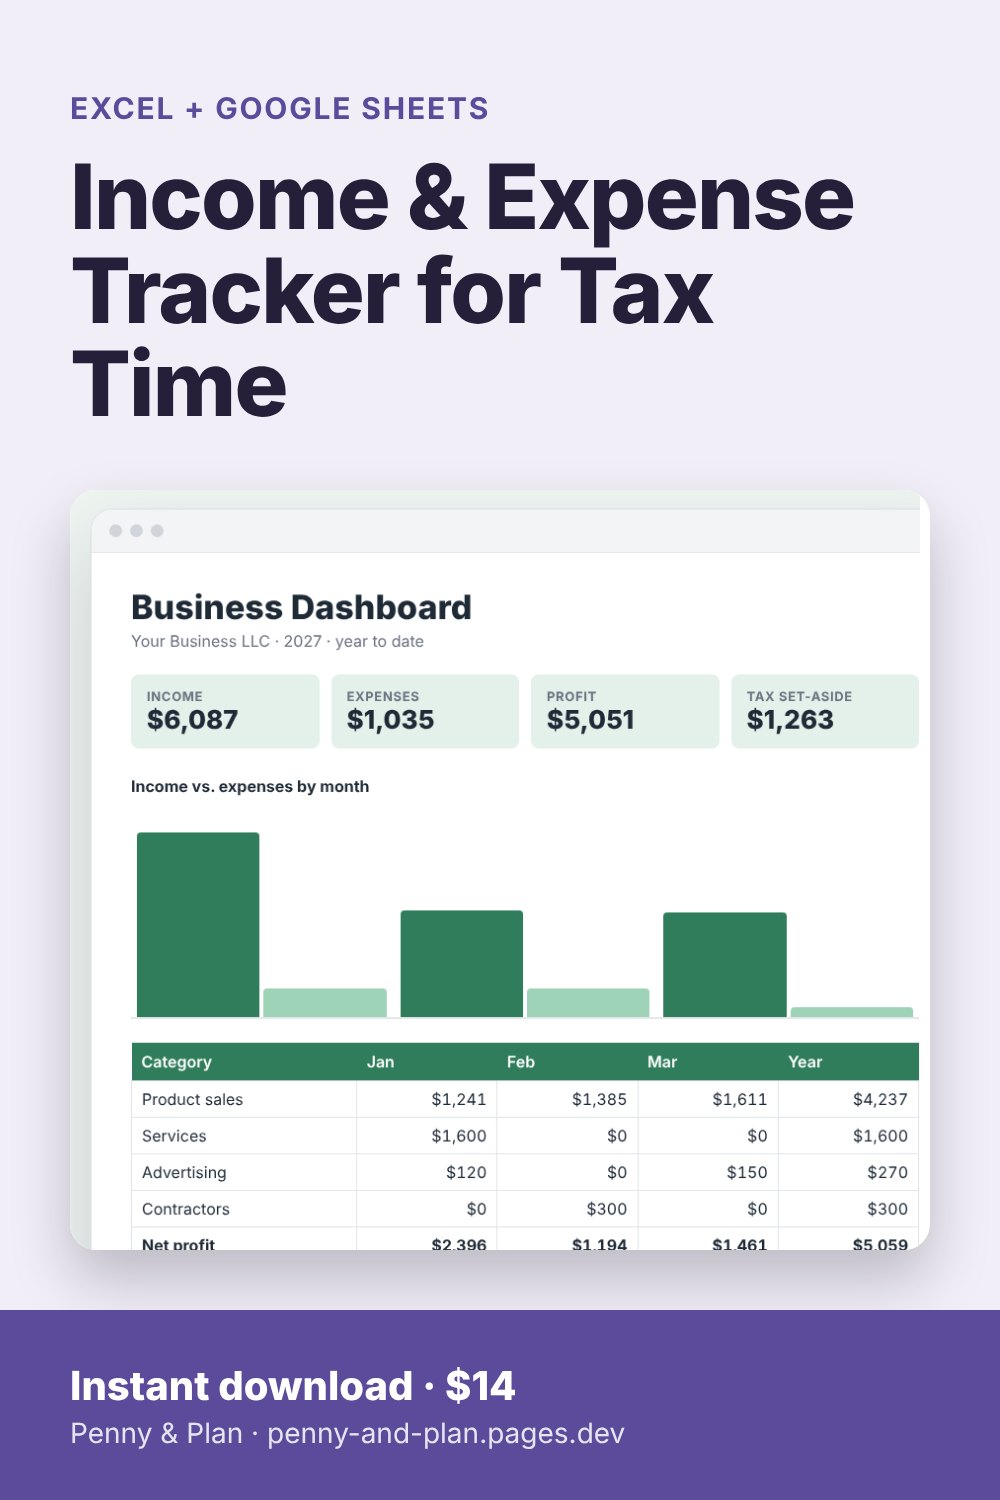 EXCEL + GOOGLE SHEETS
Income & Expense
Tracker for Tax
Time
Business Dashboard
Your Business LLC · 2027 · year to date
INCOME EXPENSES PROFIT TAX SET-ASIDE
$6,087 $1,035 $5,051 $1,263
Income vs. expenses by month
Category Jan Feb Mar Year
Product sales $1,241 $1,385 $1,611 $4,237
Services $1,600 $0 $0 $1,600
Advertising $120 $0 $150 $270
Contractors $0 $300 $0 $300
Net profit $2,396 $1,194 $1,461 $5,059
Instant download · $14
Penny & Plan · penny-and-plan.pages.dev